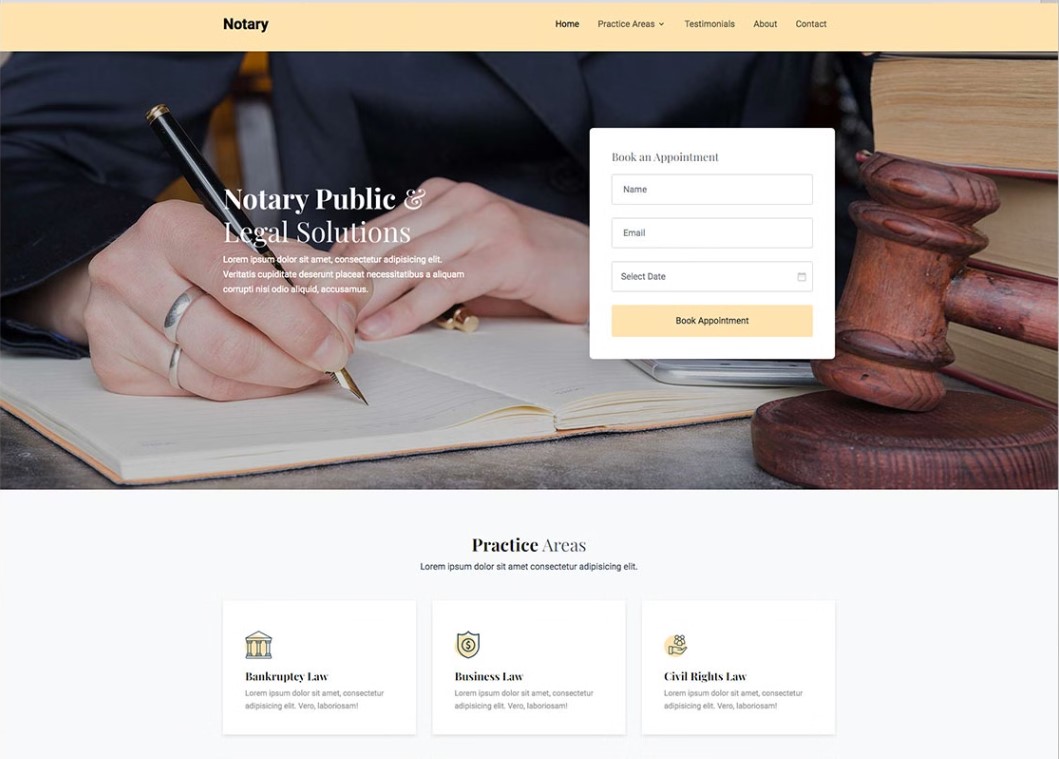 Notary
Home Practice Areas Testimonials About Contact
Notary Public &
Legal Solutions
Lorem ipsum dolor sit amet, consectetur adipisicing elit.
Veritatis cupiditate deserunt placeat necessitatibus a aliquam
corrupti nisi odio aliquid, accusamus.
Book an Appointment
Name
Email
Select Date
Book Appointment
Practice Areas
Lorem ipsum dolor sit amet consectetur adipisicing elit.
Bankruptcy Law
Lorem ipsum dolor sit amet, consectetur
adipisicing elit. Vero, laboriosam!
Business Law
Lorem ipsum dolor sit amet, consectetur
adipisicing elit. Vero, laboriosam!
Civil Rights Law
Lorem ipsum dolor sit amet, consectetur
adipisicing elit. Vero, laboriosam!